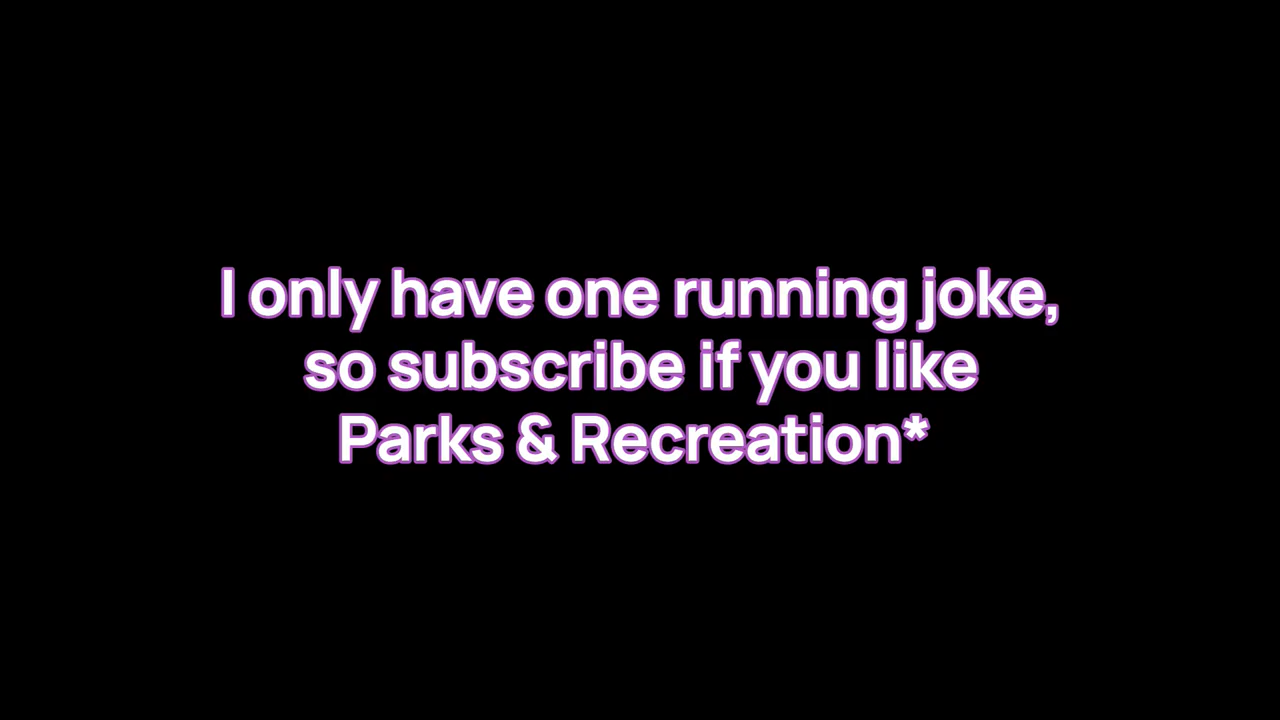 I only have one running joke,
so subscribe if you like
Parks & Recreation*